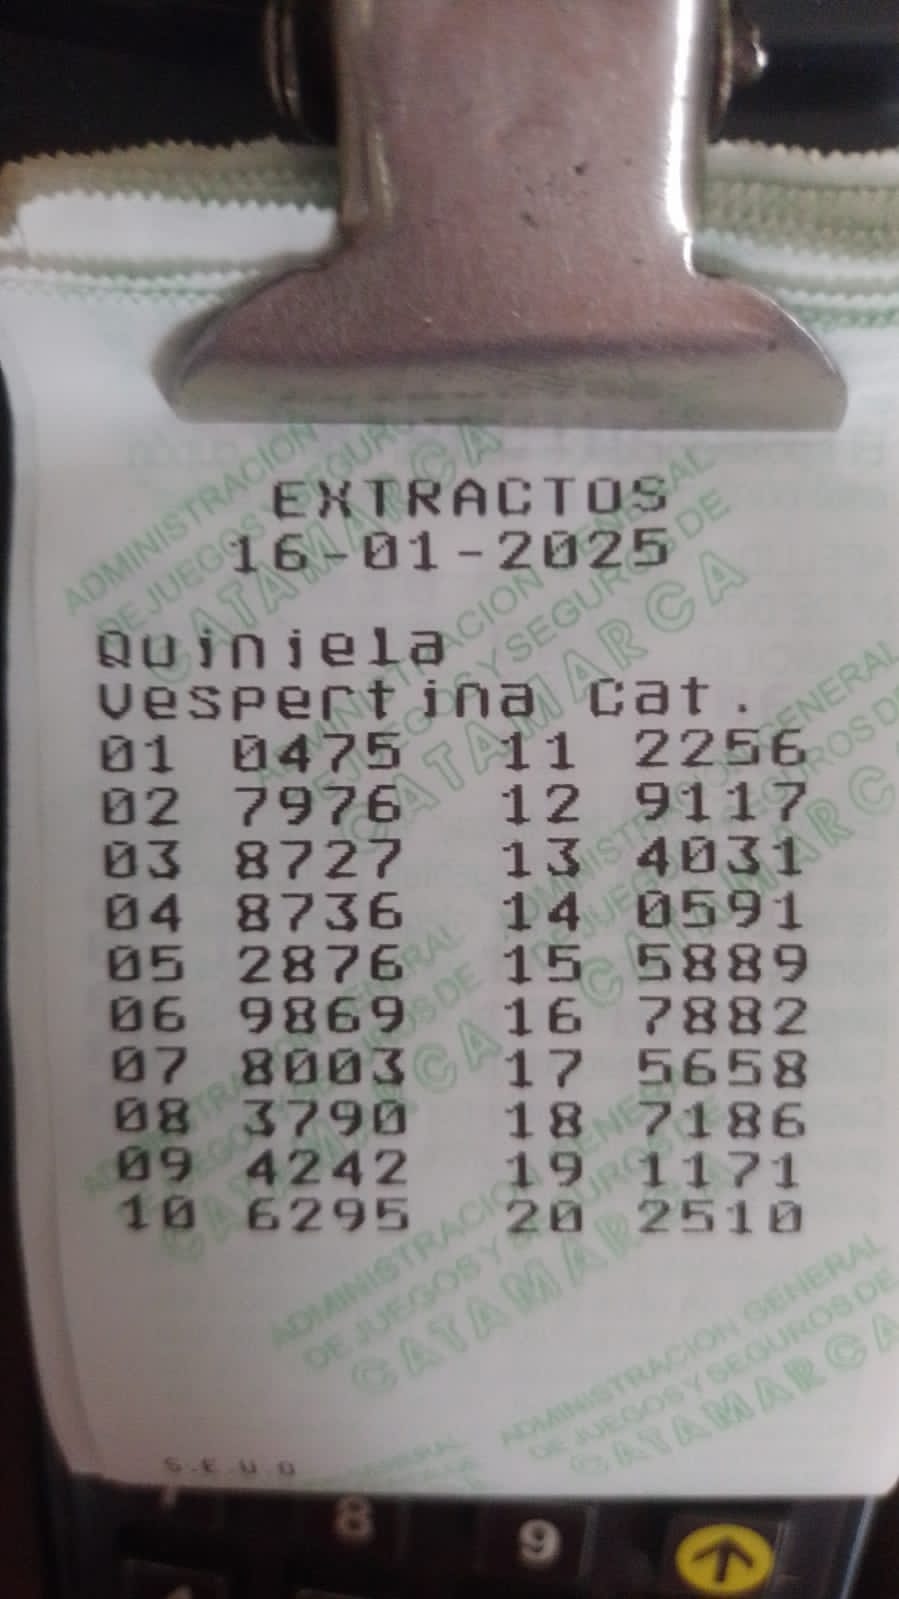 EXTRACTOS
16-01-2025
Quiniela
Vespertina Cat.
01 0475 11 2256
02 7976 12 9117
03 8727 13 4031
04 8736 14 0591
05 2876 15 5889
06 9869 16 7882
07 8003 17 5658
08 3790 18 7186
09 4242 19 1171
10 6295 20 2510
ADMINISTRACION GENERAL
DE JUEGOS Y SEGUROS DE
CATAMARCA
S.E.U.O
8 9